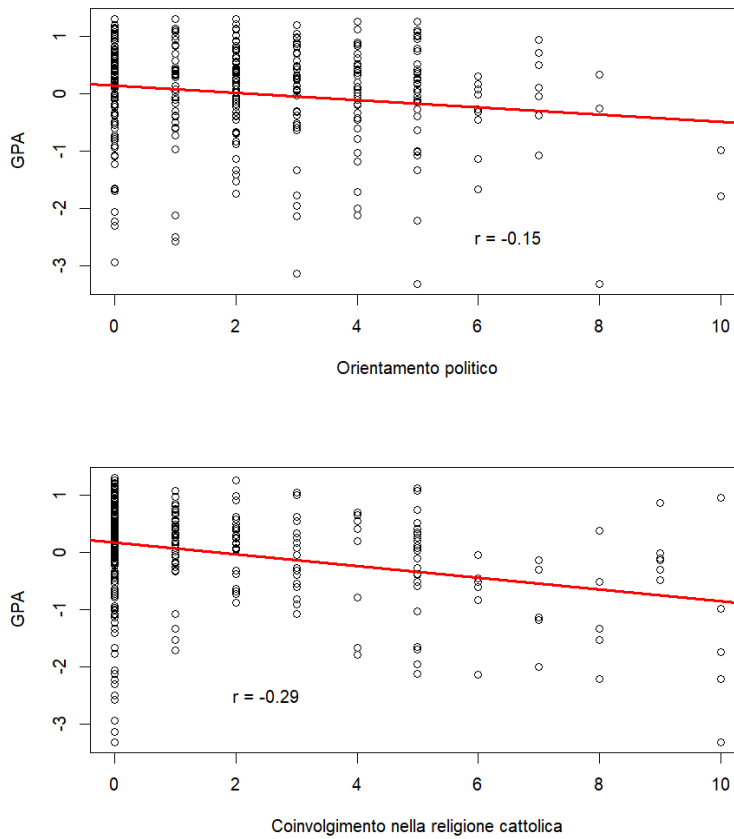 GPA
1
0
-1
-2
-3
r = -0.15
0 2 4 6 8 10
Orientamento politico
GPA
1
0
-1
-2
-3
r = -0.29
0 2 4 6 8 10
Coinvolgimento nella religione cattolica